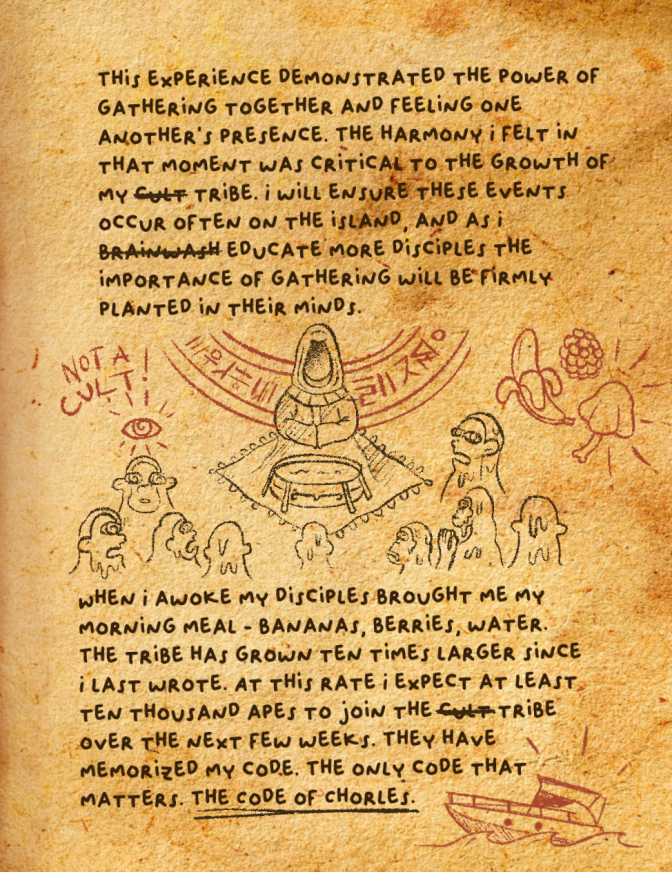 THiS EXPERiENCE DEMONSTRATED THE POWER OF
GATHERiNG TOGETHER AND FEELiNG ONE
ANOTHER'S PRESENCE. THE HARMONY i FELT iN
THAT MOMENT WAS CRiTiCAL TO THE GROWTH OF
MY CULT TRiBE. i WiLL ENSURE THESE EVENTS
OCCUR OFTEN ON THE iSLAND, AND AS i
BRAiNWASH EDUCATE MORE DiSCiPLES THE
iMPORTANCE OF GATHERiNG WiLL BE FiRMLY
PLANTED iN THEiR MiNDS.
NOT A
CULT!
WHEN i AWOKE MY DiSCiPLES BROUGHT ME MY
MORNiNG MEAL - BANANAS, BERRiES, WATER.
THE TRiBE HAS GROWN TEN TiMES LARGER SiNCE
i LAST WROTE. AT THiS RATE i EXPECT AT LEAST
TEN THOUSAND APES TO JOiN THE CULT TRiBE
OVER THE NEXT FEW WEEKS. THEY HAVE
MEMORiZED MY CODE. THE ONLY CODE THAT
MATTERS. THE CODE OF CHORLES.